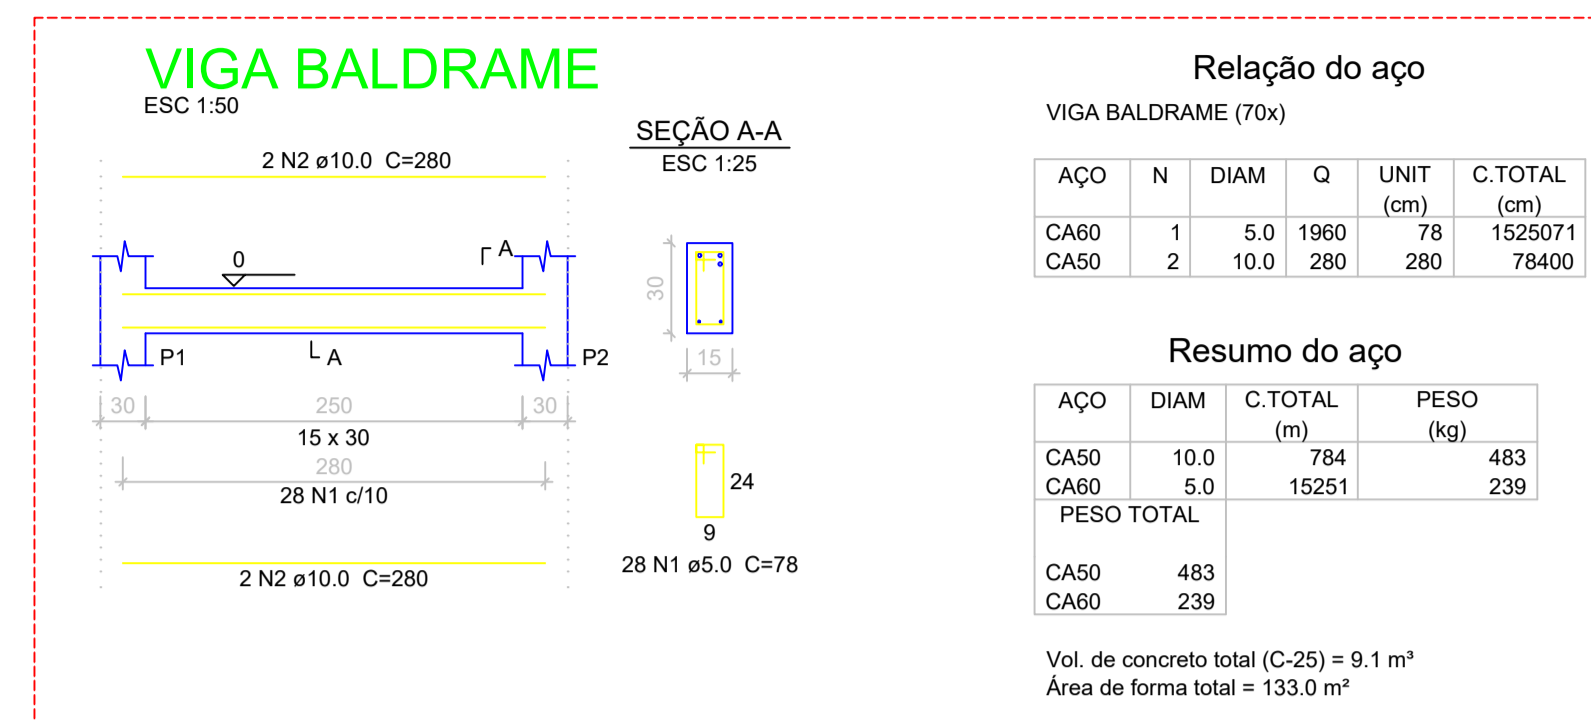 VIGA BALDRAME
ESC 1:50
2 N2 ø10.0 C=280
0
A
P1
A
P2
30 250 30
15 x 30
280
28 N1 c/10
2 N2 ø10.0 C=280
SEÇÃO A-A
ESC 1:25
30
15
24
9
28 N1 ø5.0 C=78
Relação do aço
VIGA BALDRAME (70x)
AÇO N DIAM Q UNIT C.TOTAL
(cm) (cm)
CA60 1 5.0 1960 78 1525071
CA50 2 10.0 280 280 78400
Resumo do aço
AÇO DIAM C.TOTAL PESO
(m) (kg)
CA50 10.0 784 483
CA60 5.0 15251 239
PESO TOTAL
CA50 483
CA60 239
Vol. de concreto total (C-25) = 9.1 m³
Área de forma total = 133.0 m²